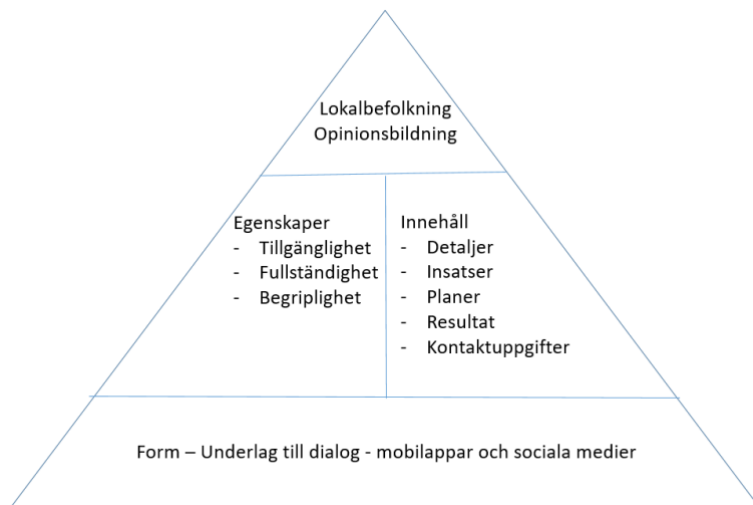 Lokalbefolkning
Opinionsbildning
Egenskaper
- Tillgänglighet
- Fullständighet
- Begriplighet
Innehåll
- Detaljer
- Insatser
- Planer
- Resultat
- Kontaktuppgifter
Form – Underlag till dialog - mobilappar och sociala medier